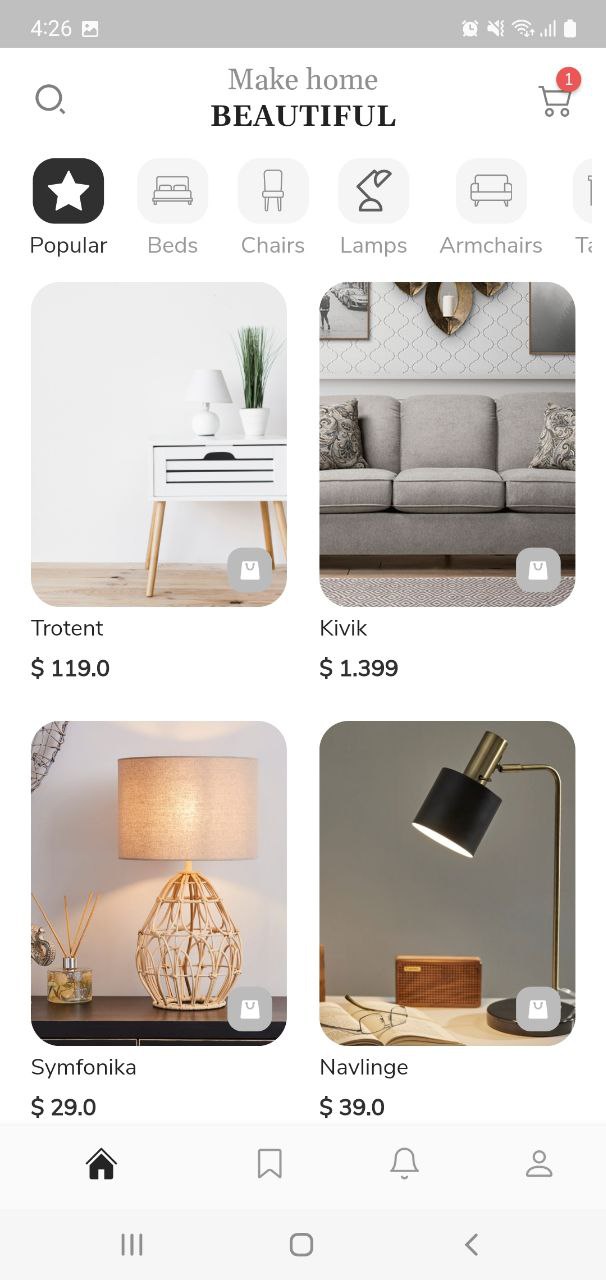 4:26
Make home
1
BEAUTIFUL
Popular
Beds
Chairs
Lamps
Armchairs
Ta
Trotent
Kivik
$ 119.0
$ 1.399
Symfonika
Navlinge
$ 29.0
$ 39.0